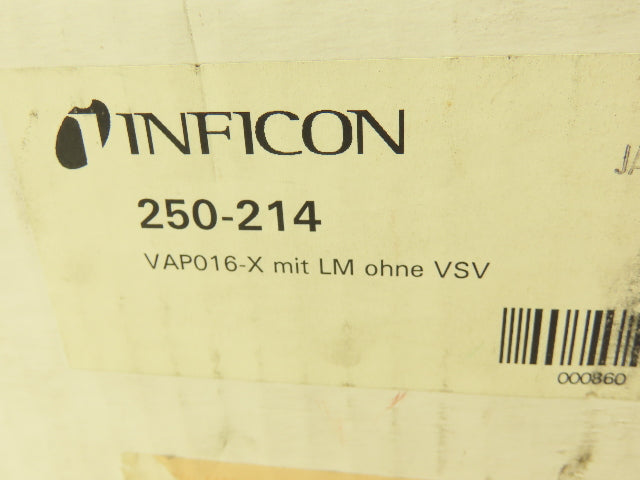 INFICON
250-214
VAP016-X mit LM ohne VSV
000860